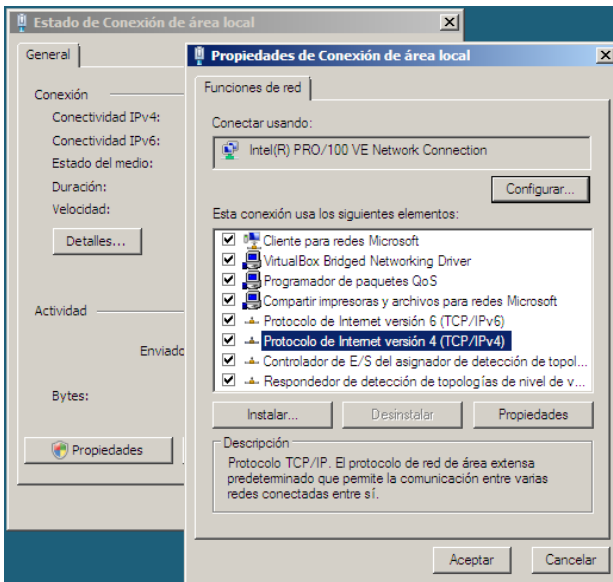 Estado de Conexión de área local
General
Conexión
Conectividad IPv4:
Conectividad IPv6:
Estado del medio:
Duración:
Velocidad:
Detalles...
Actividad
Enviado
Bytes:
Propiedades
Propiedades de Conexión de área local
Funciones de red
Conectar usando:
Intel(R) PRO/100 VE Network Connection
Configurar...
Esta conexión usa los siguientes elementos:
Cliente para redes Microsoft
VirtualBox Bridged Networking Driver
Programador de paquetes QoS
Compartir impresoras y archivos para redes Microsoft
Protocolo de Internet versión 6 (TCP/IPv6)
Protocolo de Internet versión 4 (TCP/IPv4)
Controlador de E/S del asignador de detección de topol...
Respondedor de detección de topologías de nivel de v...
Instalar...
Desinstalar
Propiedades
Descripción
Protocolo TCP/IP. El protocolo de red de área extensa
predeterminado que permite la comunicación entre varias
redes conectadas entre sí.
Aceptar
Cancelar